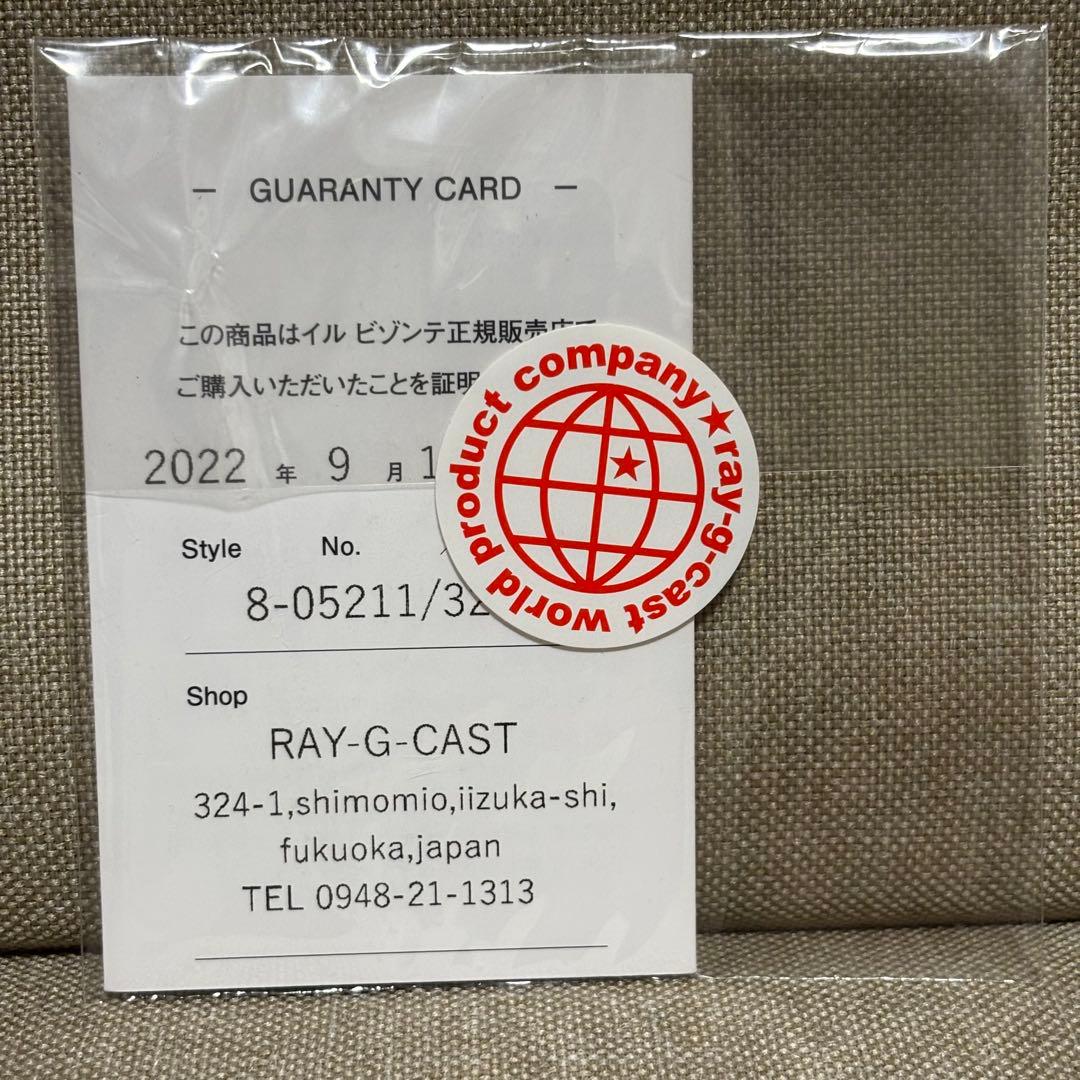 — GUARANTY CARD —
この商品はイル ビゾンテ正規販売店
ご購入いただいたことを証明
2022 年 9 月 1
Style No.
8-05211/32
Shop
RAY-G-CAST
324-1,shimomio,iizuka-shi,
fukuoka,japan
TEL 0948-21-1313
product company★ray-g-cast world